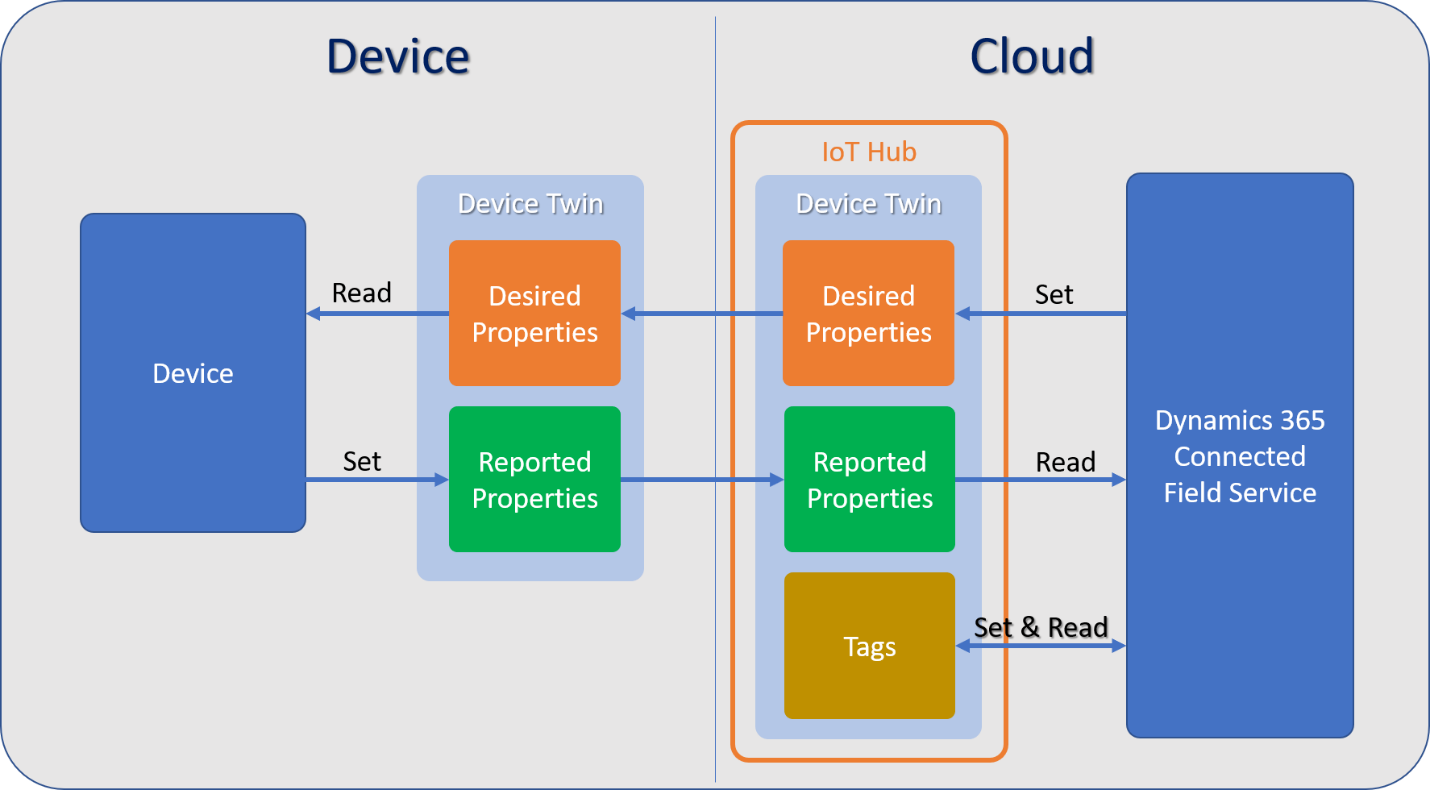 Device
Cloud
IoT Hub
Device Twin
Device Twin
Desired
Properties
Desired
Properties
Read
Set
Device
Reported
Properties
Reported
Properties
Set
Read
Dynamics 365
Connected
Field Service
Tags
Set & Read